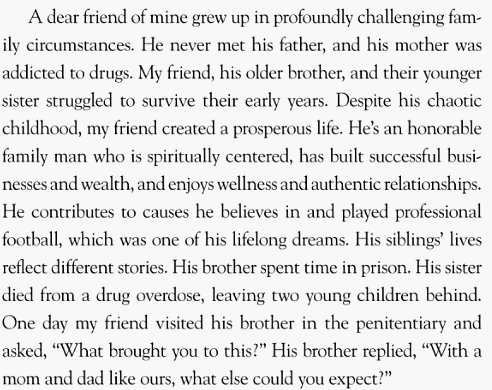 A dear friend of mine grew up in profoundly challenging fam-
ily circumstances. He never met his father, and his mother was
addicted to drugs. My friend, his older brother, and their younger
sister struggled to survive their early years. Despite his chaotic
childhood, my friend created a prosperous life. He’s an honorable
family man who is spiritually centered, has built successful busi-
nesses and wealth, and enjoys wellness and authentic relationships.
He contributes to causes he believes in and played professional
football, which was one of his lifelong dreams. His siblings’ lives
reflect different stories. His brother spent time in prison. His sister
died from a drug overdose, leaving two young children behind.
One day my friend visited his brother in the penitentiary and
asked, “What brought you to this?” His brother replied, “With a
mom and dad like ours, what else could you expect?”